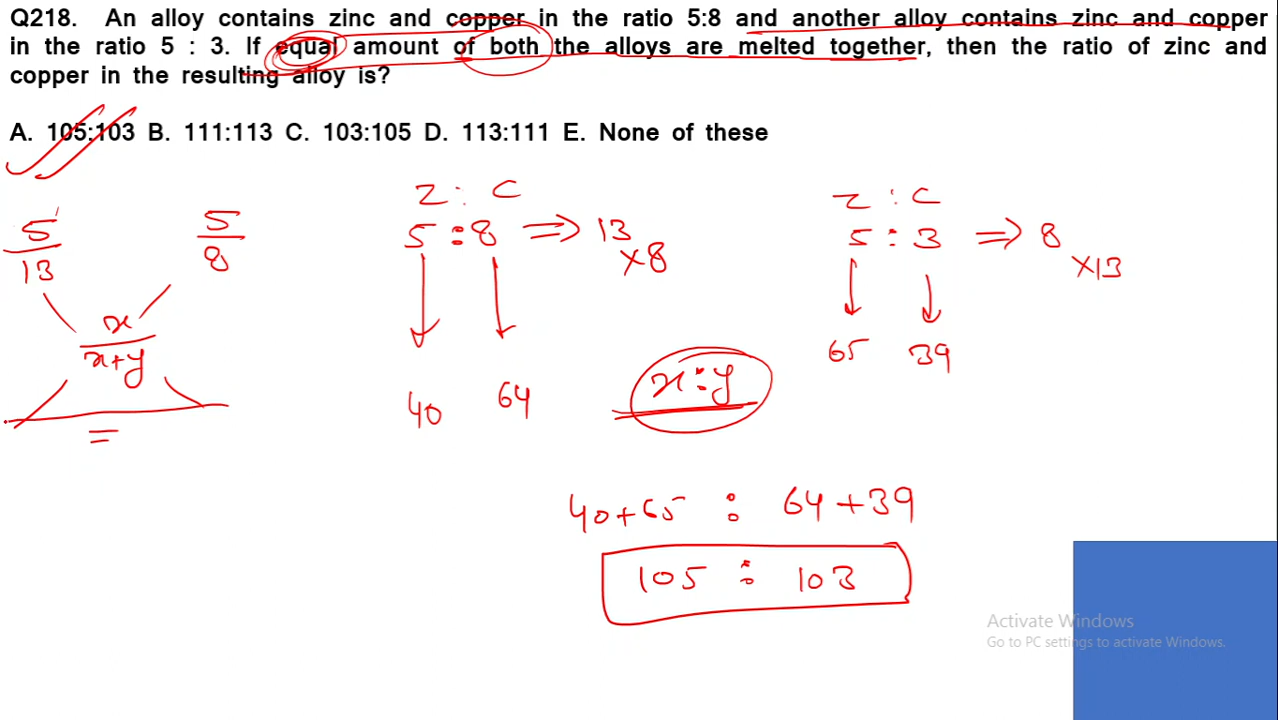 Q218. An alloy contains zinc and copper in the ratio 5:8 and another alloy contains zinc and copper
in the ratio 5 : 3. If equal amount of both the alloys are melted together, then the ratio of zinc and
copper in the resulting alloy is?
A. 105:103 B. 111:113 C. 103:105 D. 113:111 E. None of these
Z : C
5 : 8 ⇒ 13
×8
40 64
Z : C
5 : 3 ⇒ 8
×13
65 39
5/13 5/8
x/x+y
=
x : y
40+65 : 64+39
105 : 103
Activate Windows
Go to PC settings to activate Windows.